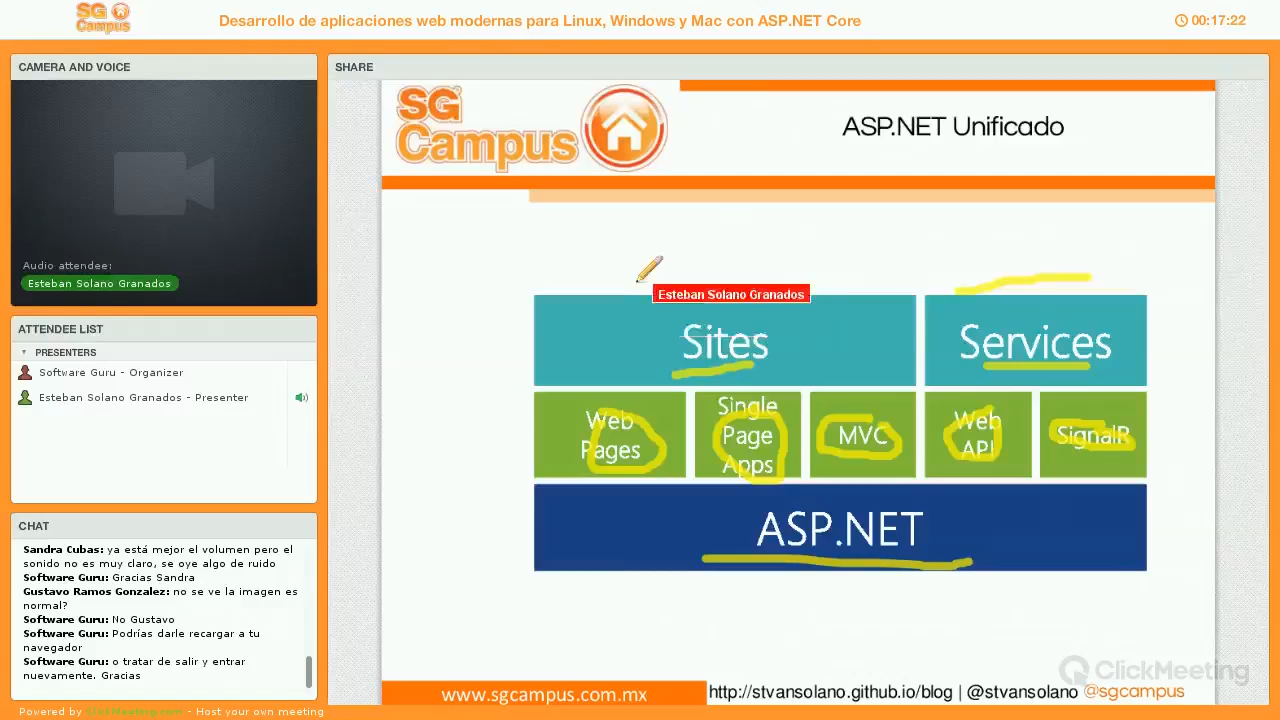 SG
Campus
Desarrollo de aplicaciones web modernas para Linux, Windows y Mac con ASP.NET Core
00:17:22
CAMERA AND VOICE
Audio attendee:
Esteban Solano Granados
ATTENDEE LIST
PRESENTERS
Software Guru - Organizer
Esteban Solano Granados - Presenter
CHAT
Sandra Cubas: ya está mejor el volumen pero el
sonido no es muy claro, se oye algo de ruido
Software Guru: Gracias Sandra
Gustavo Ramos Gonzalez: no se ve la imagen es
normal?
Software Guru: No Gustavo
Software Guru: Podrías darle recargar a tu
navegador
Software Guru: o tratar de salir y entrar
nuevamente. Gracias
Powered by ClickMeeting.com - Host your own meeting
SHARE
SG
Campus
ASP.NET Unificado
Esteban Solano Granados
Sites
Services
Web
Pages
Single
Page
Apps
MVC
Web
API
SignalR
ASP.NET
ClickMeeting
www.sgcampus.com.mx
http://stvansolano.github.io/blog | @stvansolano @sgcampus